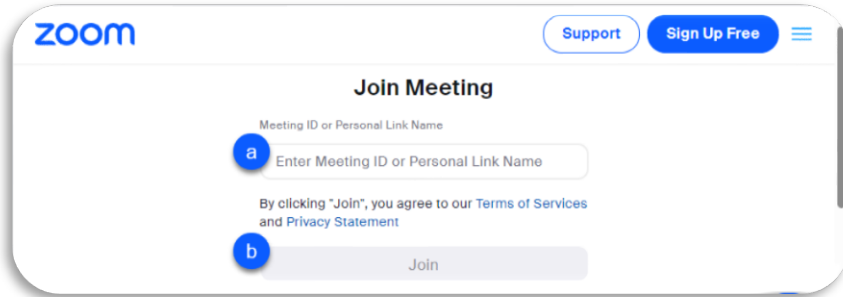 zoom
Support
Sign Up Free
Join Meeting
Meeting ID or Personal Link Name
a
Enter Meeting ID or Personal Link Name
By clicking "Join", you agree to our Terms of Services
and Privacy Statement
b
Join